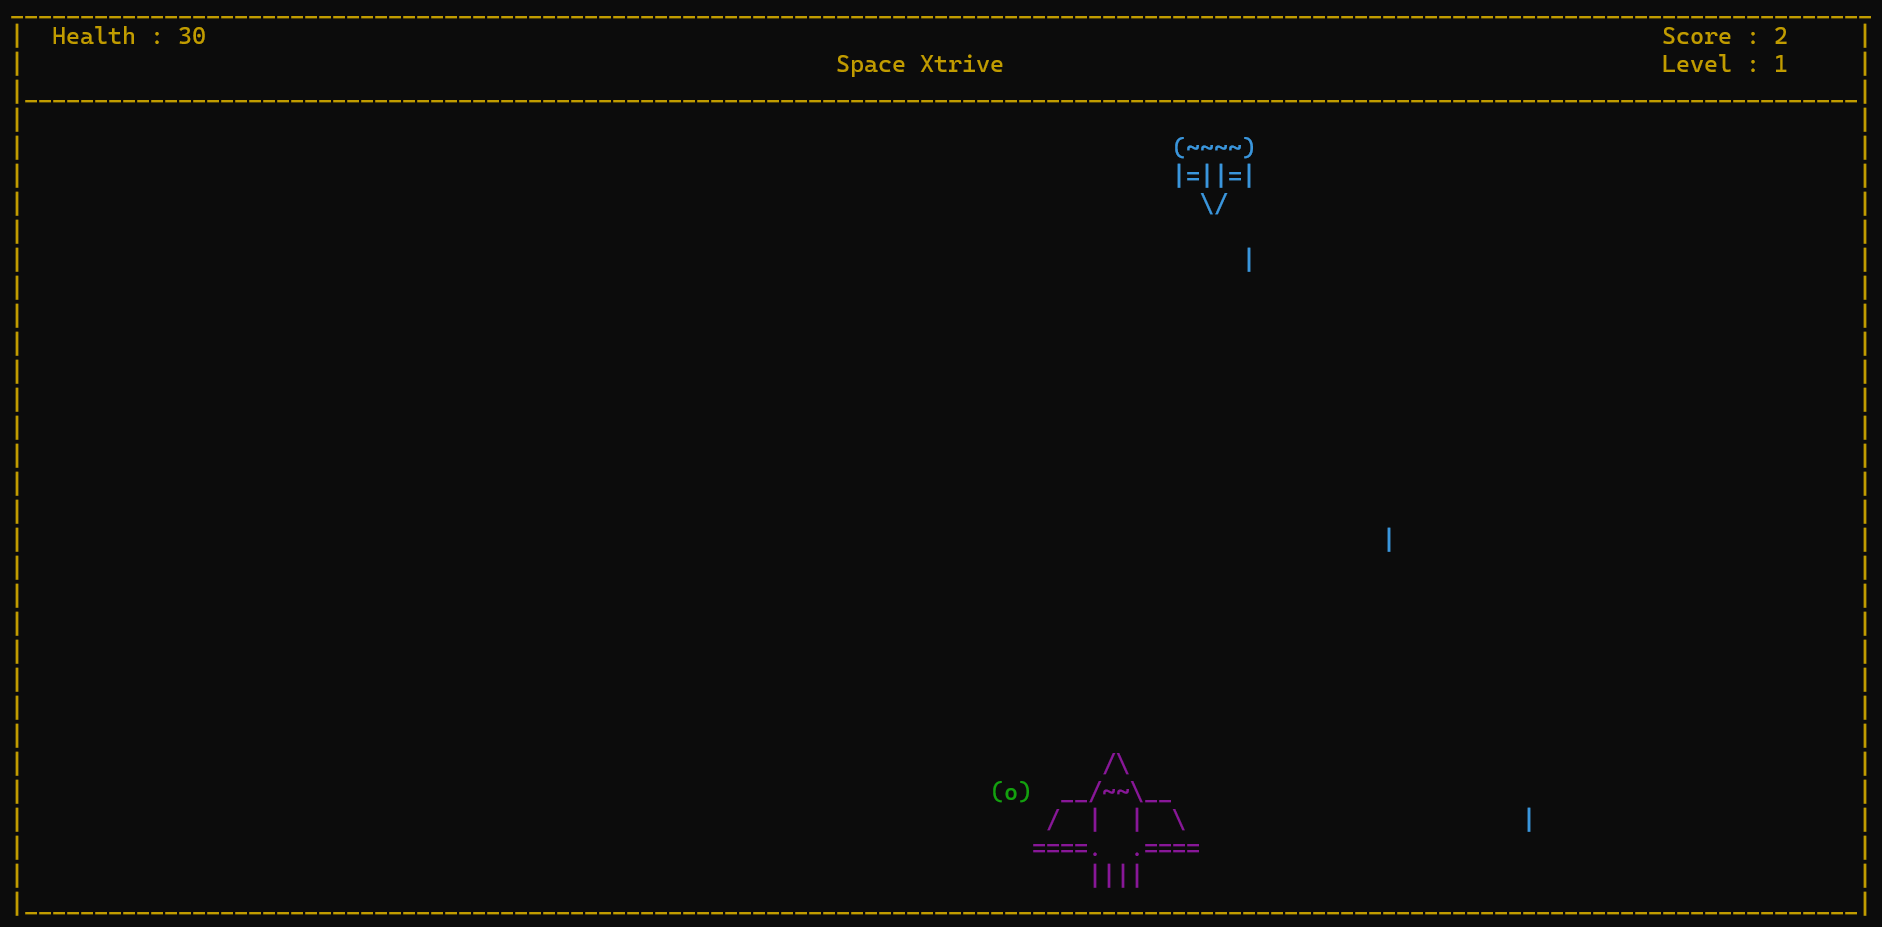 Health : 30
Score : 2
Space Xtrive
Level : 1
(o)